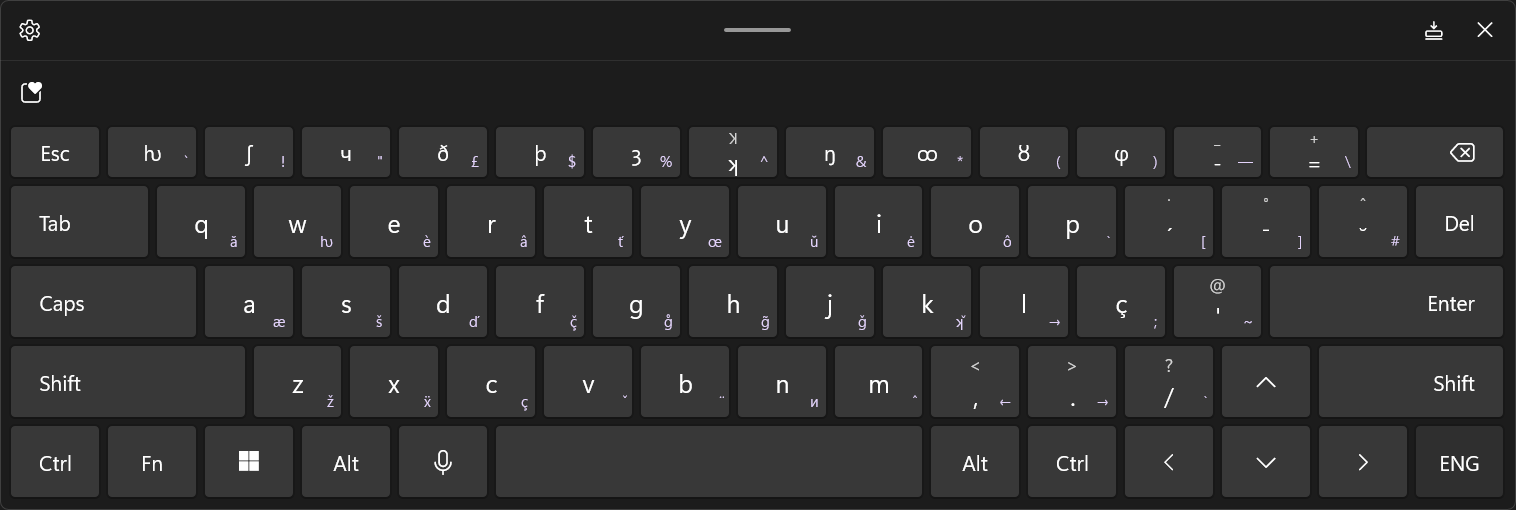 Esc ƕ ` ʃ ! ɥ " ð £ þ $ ɜ % ʞ ʞ ^ ŋ & ꝏ * ȣ ( φ ) _ - — + = \
Tab q ă w ƕ e è r â t ť y œ u ŭ i ė o ô p ` ˙ ´ [ ° ˉ ] ˆ ˘ # Del
Caps a æ s š d ď f ç̌ g g̊ h g̃ j ǧ k ʞ̌ l → ç ; @ ' ~ Enter
Shift z ž x ẍ c ç v ˇ b ¨ n ᴎ m ˆ < , ← > . → ? / ` Shift
Ctrl Fn Alt Alt Ctrl ENG